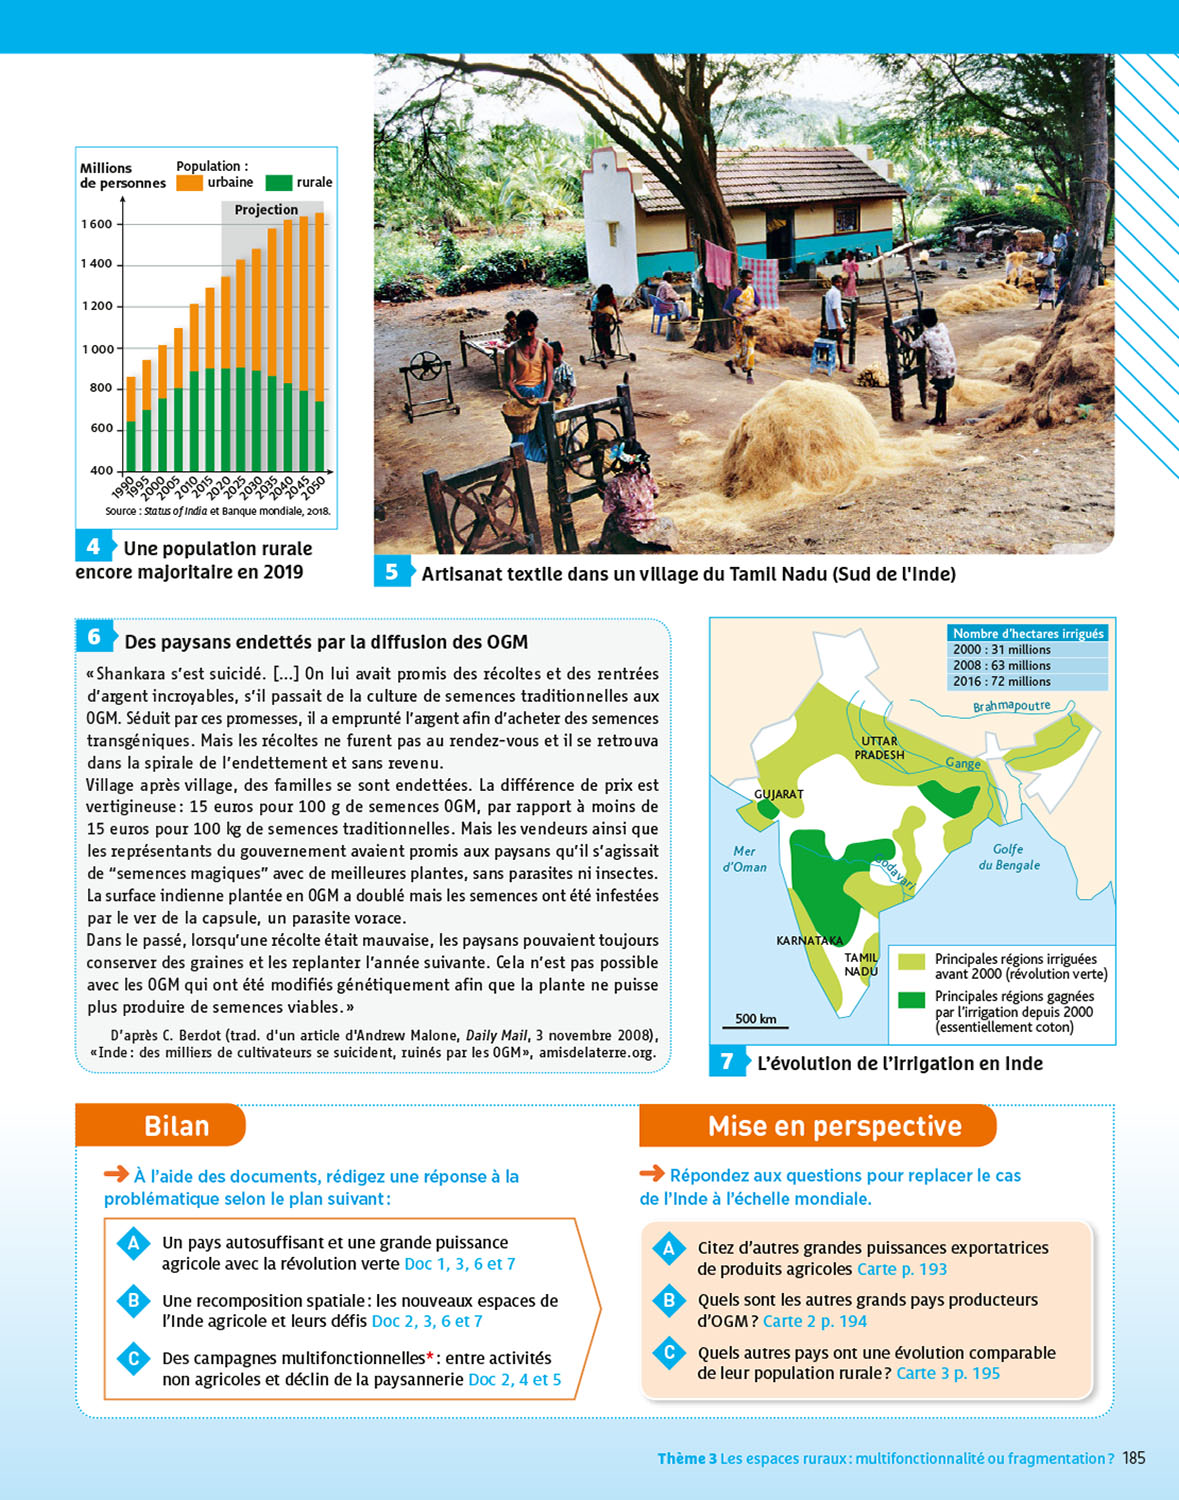 Millions
de personnes
Population :
urbaine
rurale
Projection
1 600
1 400
1 200
1 000
800
600
400
1990
1995
2000
2005
2010
2015
2020
2025
2030
2035
2040
2045
2050
Source : Status of India et Banque mondiale, 2018.
4 Une population rurale
encore majoritaire en 2019
5 Artisanat textile dans un village du Tamil Nadu (Sud de l'Inde)
6 Des paysans endettés par la diffusion des OGM
« Shankara s'est suicidé. [...] On lui avait promis des récoltes et des rentrées
d'argent incroyables, s'il passait de la culture de semences traditionnelles aux
OGM. Séduit par ces promesses, il a emprunté l'argent afin d'acheter des semences
transgéniques. Mais les récoltes ne furent pas au rendez-vous et il se retrouva
dans la spirale de l'endettement et sans revenu.
Village après village, des familles se sont endettées. La différence de prix est
vertigineuse : 15 euros pour 100 g de semences OGM, par rapport à moins de
15 euros pour 100 kg de semences traditionnelles. Mais les vendeurs ainsi que
les représentants du gouvernement avaient promis aux paysans qu'il s'agissait
de "semences magiques" avec de meilleures plantes, sans parasites ni insectes.
La surface indienne plantée en OGM a doublé mais les semences ont été infestées
par le ver de la capsule, un parasite vorace.
Dans le passé, lorsqu'une récolte était mauvaise, les paysans pouvaient toujours
conserver des graines et les replanter l'année suivante. Cela n'est pas possible
avec les OGM qui ont été modifiés génétiquement afin que la plante ne puisse
plus produire de semences viables. »
D'après C. Berdot (trad. d'un article d'Andrew Malone, Daily Mail, 3 novembre 2008),
« Inde : des milliers de cultivateurs se suicident, ruinés par les OGM », amisdelaterre.org.
Nombre d'hectares irrigués
2000 : 31 millions
2008 : 63 millions
2016 : 72 millions
Brahmapoutre
UTTAR
PRADESH
Gange
GUJARAT
Mer
d'Oman
Golfe
du Bengale
Godavari
KARNATAKA
TAMIL
NADU
Principales régions irriguées
avant 2000 (révolution verte)
Principales régions gagnées
par l'irrigation depuis 2000
(essentiellement coton)
500 km
7 L'évolution de l'irrigation en Inde
Bilan
À l'aide des documents, rédigez une réponse à la
problématique selon le plan suivant :
A Un pays autosuffisant et une grande puissance
agricole avec la révolution verte Doc 1, 3, 6 et 7
B Une recomposition spatiale : les nouveaux espaces de
l'Inde agricole et leurs défis Doc 2, 3, 6 et 7
C Des campagnes multifonctionnelles* : entre activités
non agricoles et déclin de la paysannerie Doc 2, 4 et 5
Mise en perspective
Répondez aux questions pour replacer le cas
de l'Inde à l'échelle mondiale.
A Citez d'autres grandes puissances exportatrices
de produits agricoles Carte p. 193
B Quels sont les autres grands pays producteurs
d'OGM ? Carte 2 p. 194
C Quels autres pays ont une évolution comparable
de leur population rurale ? Carte 3 p. 195
Thème 3 Les espaces ruraux : multifonctionnalité ou fragmentation ? 185